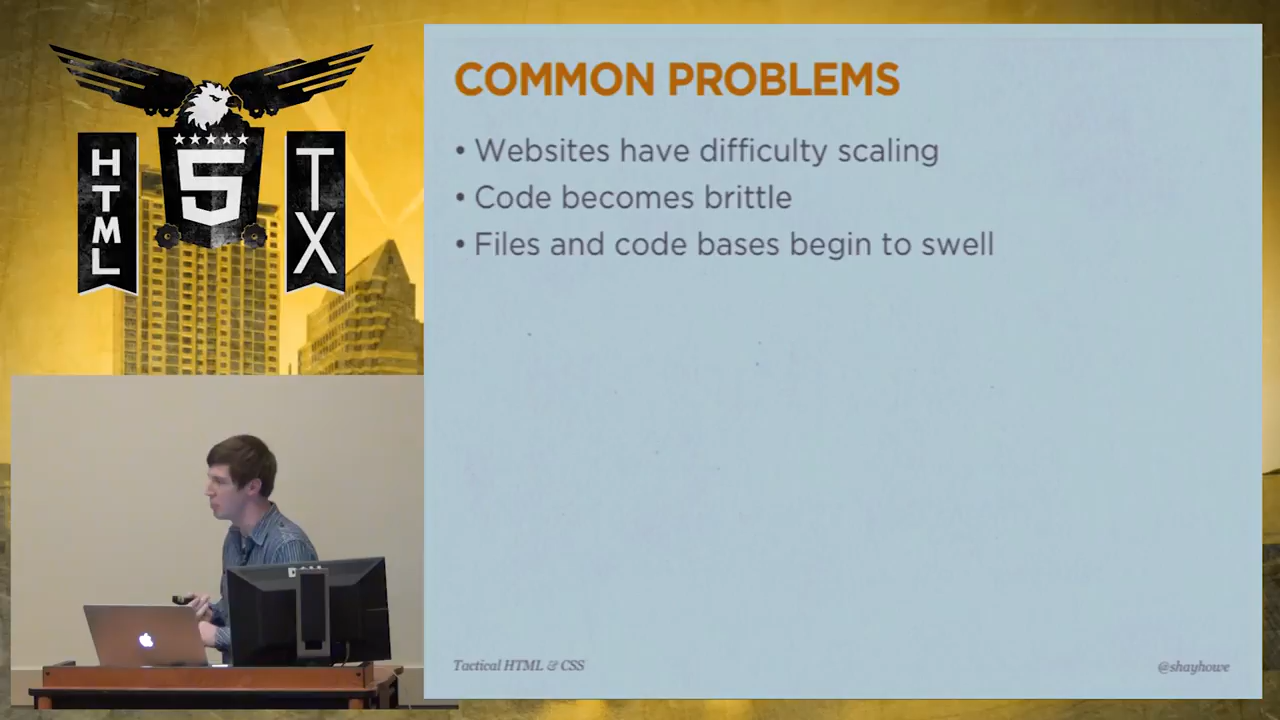 HTML
5
TX
COMMON PROBLEMS
• Websites have difficulty scaling
• Code becomes brittle
• Files and code bases begin to swell
Tactical HTML & CSS
@shayhowe